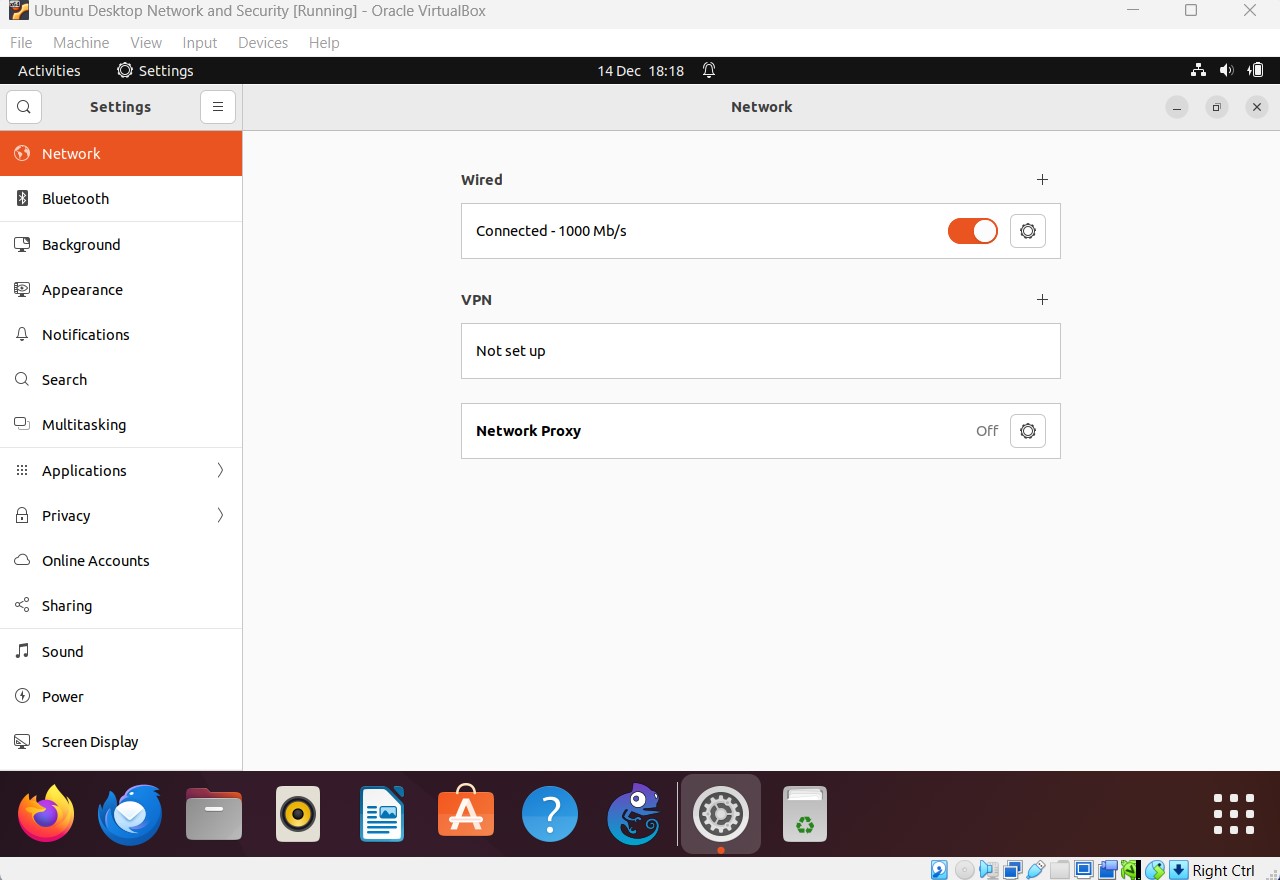 Ubuntu Desktop Network and Security [Running] - Oracle VirtualBox
File Machine View Input Devices Help
Activities Settings 14 Dec 18:18
Settings Network
Network
Bluetooth
Background
Appearance
Notifications
Search
Multitasking
Applications
Privacy
Online Accounts
Sharing
Sound
Power
Screen Display
Wired
Connected - 1000 Mb/s
VPN
Not set up
Network Proxy Off
Right Ctrl